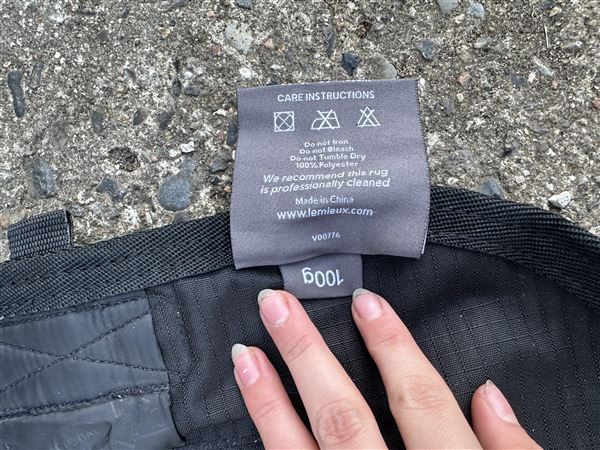 CARE INSTRUCTIONS
Do not Iron
Do not Bleach
Do not Tumble Dry
100% Polyester
We recommend this rug
is professionally cleaned
Made in China
www.lemieux.com
V00776
100g